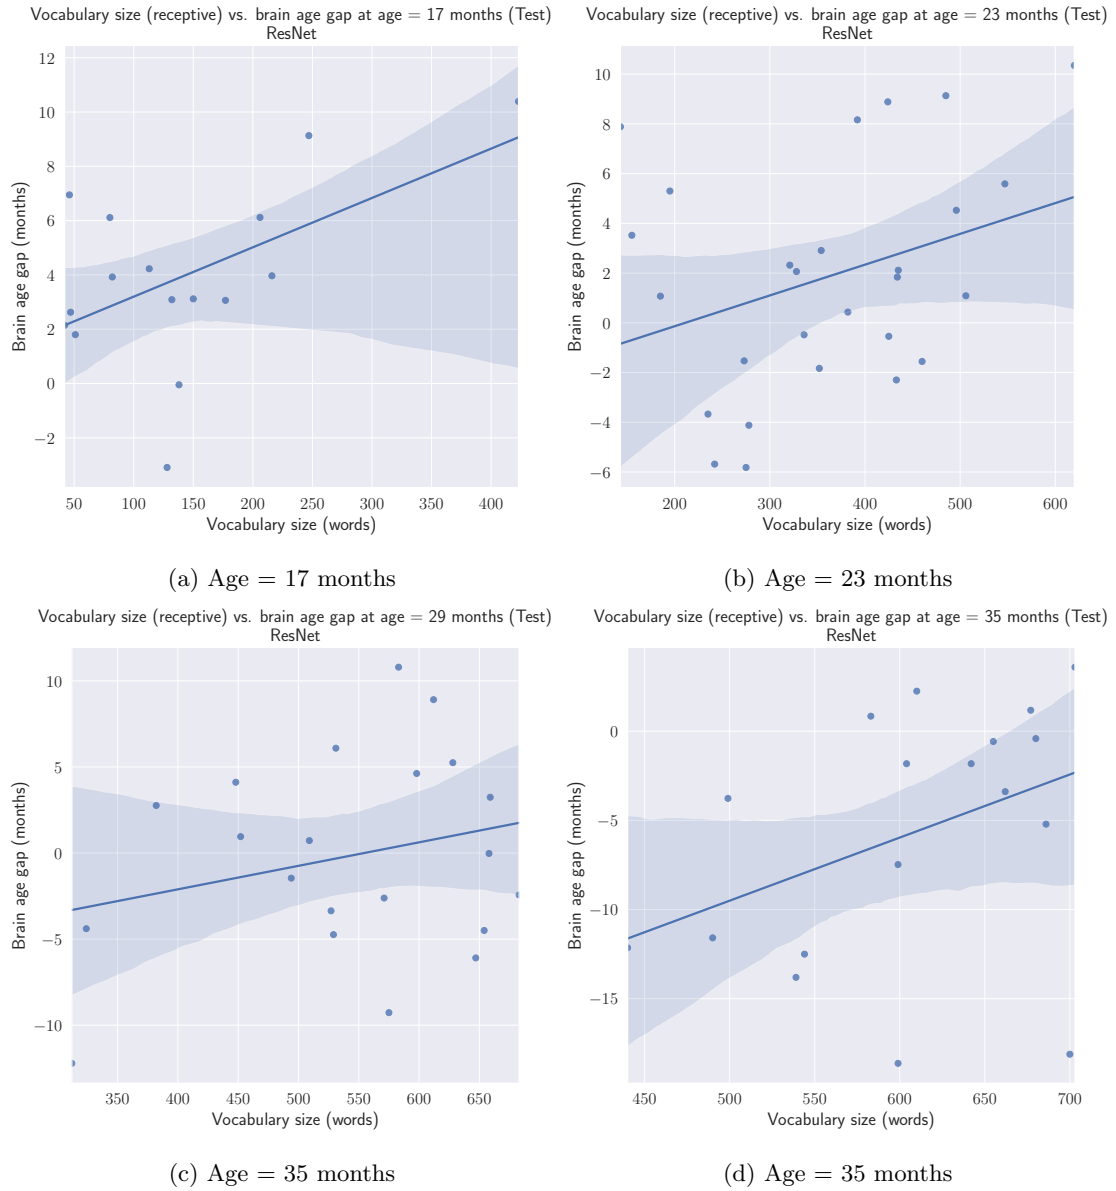 Vocabulary size (receptive) vs. brain age gap at age = 17 months (Test)
ResNet
12
10
8
6
4
2
0
−2
Brain age gap (months)
50 100 150 200 250 300 350 400
Vocabulary size (words)
(a) Age = 17 months
Vocabulary size (receptive) vs. brain age gap at age = 23 months (Test)
ResNet
10
8
6
4
2
0
−2
−4
−6
Brain age gap (months)
200 300 400 500 600
Vocabulary size (words)
(b) Age = 23 months
Vocabulary size (receptive) vs. brain age gap at age = 29 months (Test)
ResNet
10
5
0
−5
−10
Brain age gap (months)
350 400 450 500 550 600 650
Vocabulary size (words)
(c) Age = 35 months
Vocabulary size (receptive) vs. brain age gap at age = 35 months (Test)
ResNet
0
−5
−10
−15
Brain age gap (months)
450 500 550 600 650 700
Vocabulary size (words)
(d) Age = 35 months